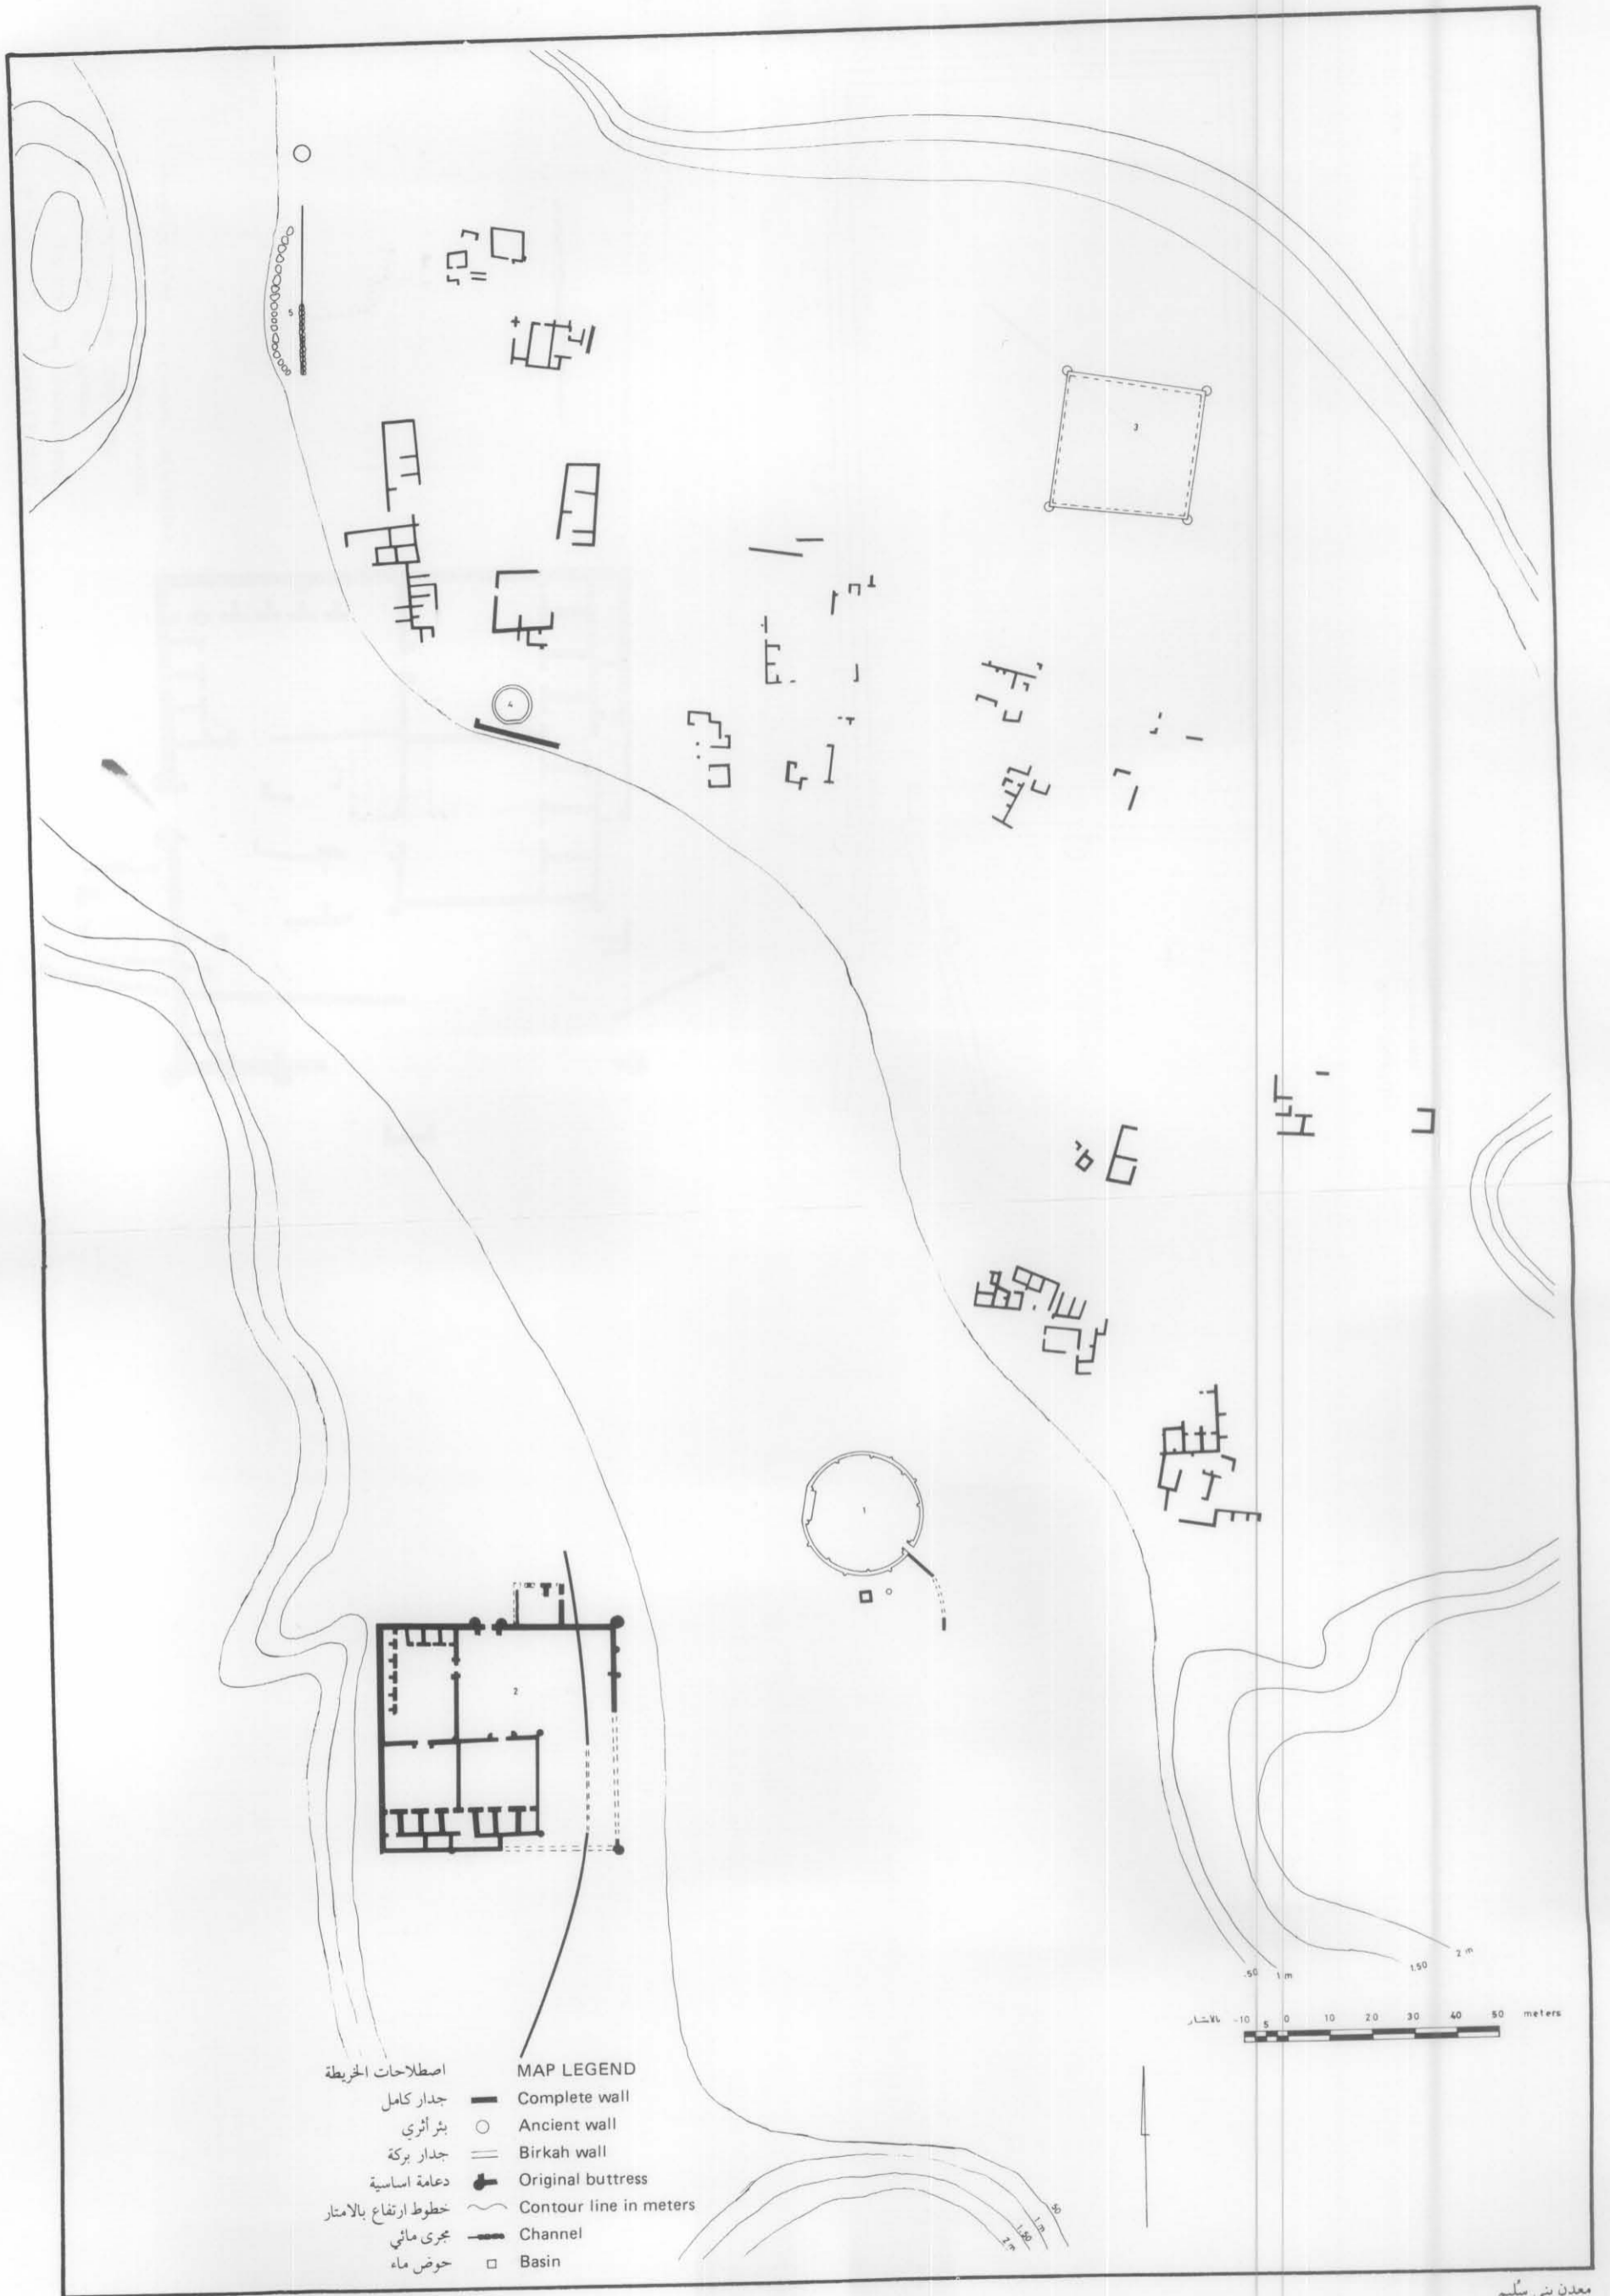 5
3
4
1
2
.50
1 m
1.50
2 m
بالامتار -10 5 0 10 20 30 40 50 meters
اصطلاحات الخريطة MAP LEGEND
جدار كامل Complete wall
بئر أثري Ancient wall
جدار بركة Birkah wall
دعامة اساسية Original buttress
خطوط ارتفاع بالامتار Contour line in meters
مجرى مائي Channel
حوض ماء Basin
50
1 m
1.50
2 m
معدن بني سُليم